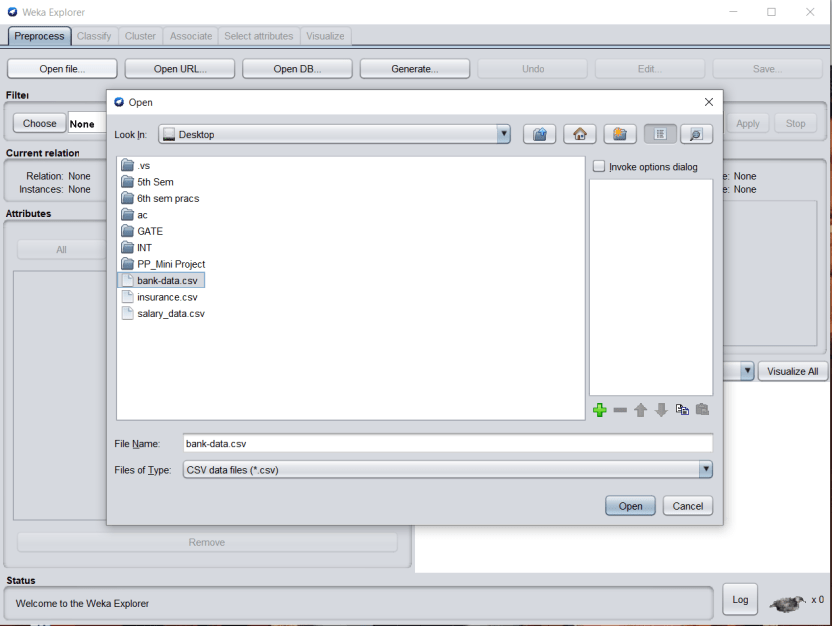 Weka Explorer
Preprocess Classify Cluster Associate Select attributes Visualize
Open file... Open URL... Open DB... Generate... Undo Edit... Save...
Filter
Choose None Apply Stop
Open
Look In: Desktop
Current relation
Relation: None
Instances: None
e: None
e: None
Attributes
All
.vs
5th Sem
6th sem pracs
ac
GATE
INT
PP_Mini Project
bank-data.csv
insurance.csv
salary_data.csv
Invoke options dialog
Visualize All
File Name: bank-data.csv
Files of Type: CSV data files (*.csv)
Open Cancel
Remove
Status
Welcome to the Weka Explorer
Log x 0